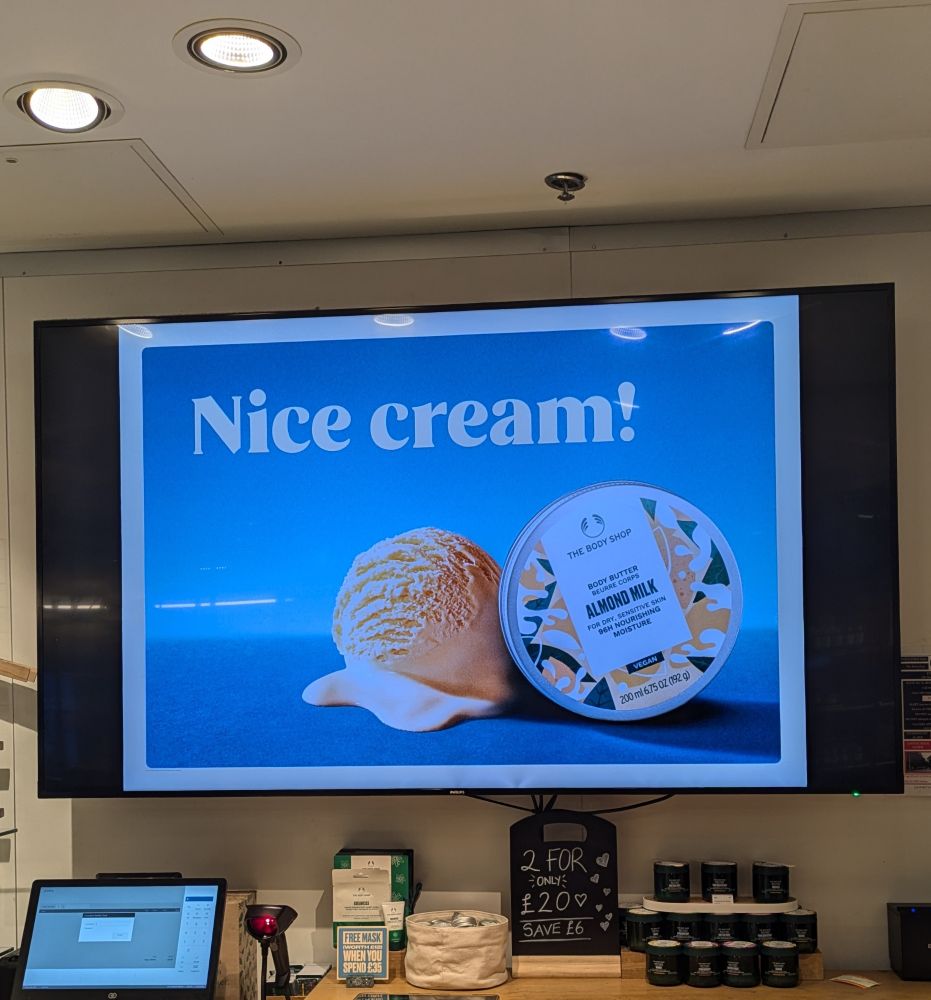 Nice cream!
THE BODY SHOP
BODY BUTTER
BEURRE CORPS
ALMOND MILK
FOR DRY, SENSITIVE SKIN
96H NOURISHING
MOISTURE
VEGAN
200 ml 6.75 OZ (192 g)
PHILIPS
2 FOR
ONLY
£20
SAVE £6
FREE MASK
(WORTH £12)
WHEN YOU
SPEND £35